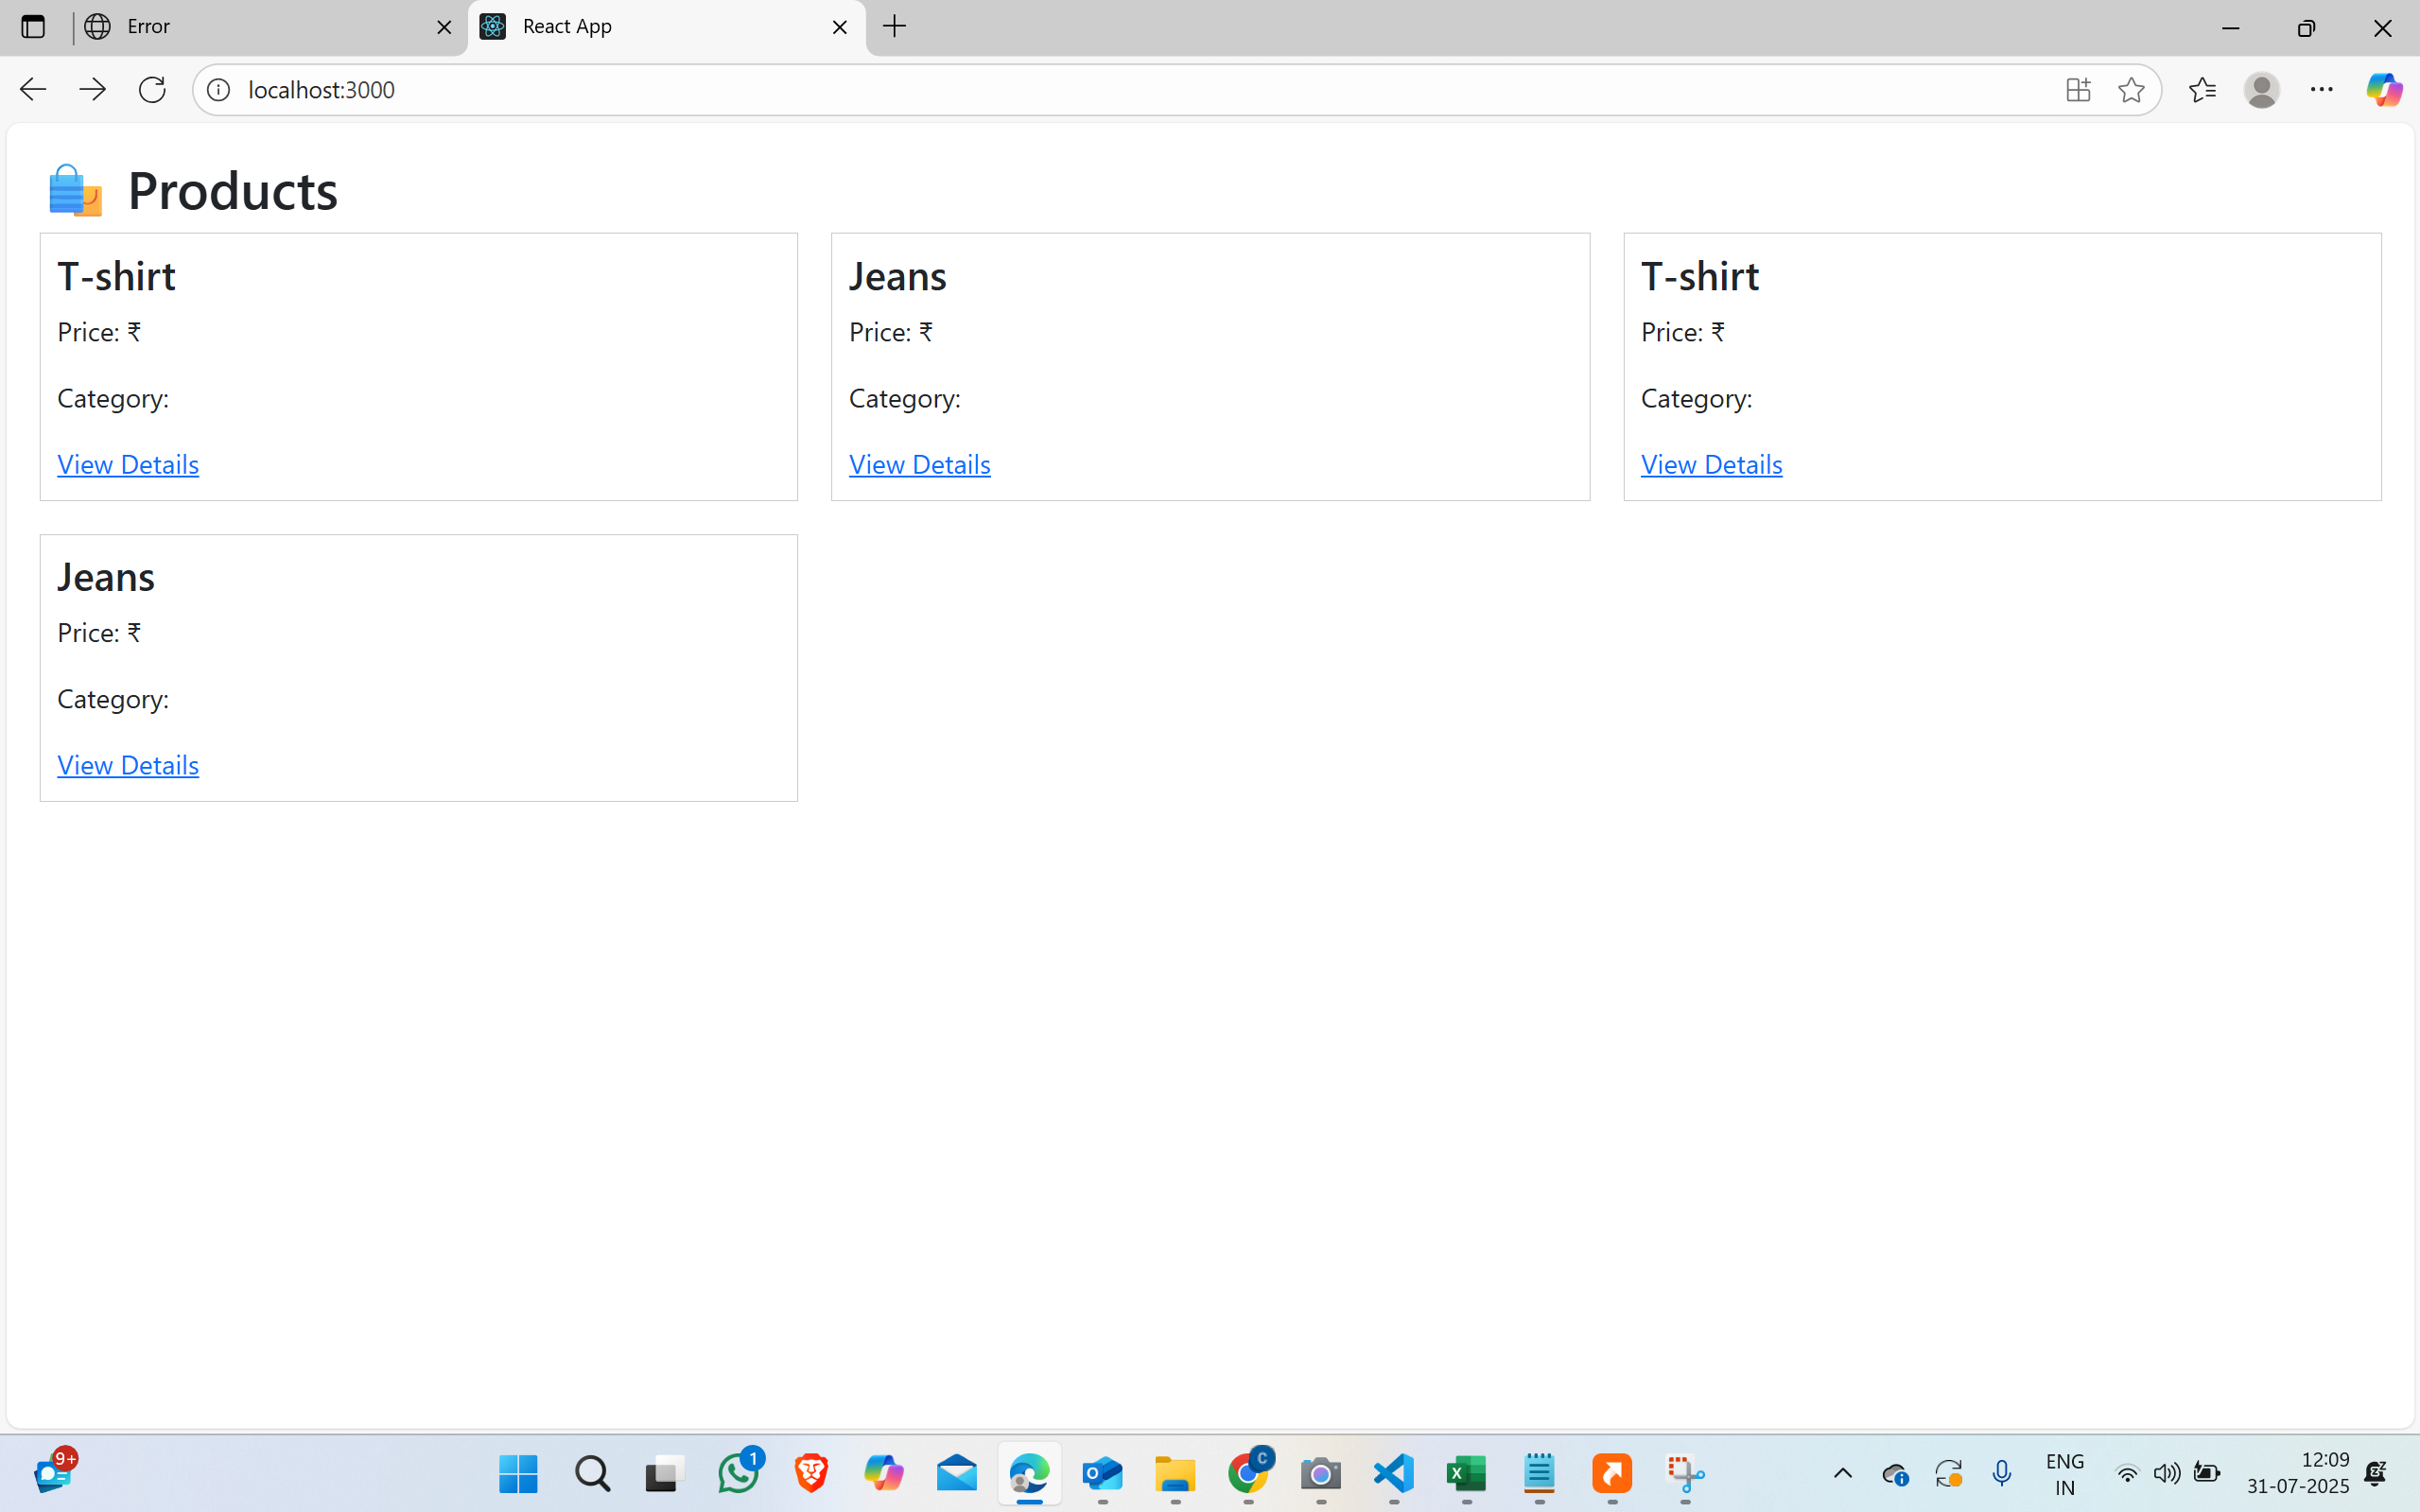 Error
React App
localhost:3000
Products
T-shirt
Price: ₹
Category:
View Details
Jeans
Price: ₹
Category:
View Details
T-shirt
Price: ₹
Category:
View Details
Jeans
Price: ₹
Category:
View Details
9+
1
C
ENG
IN
12:09
31-07-2025